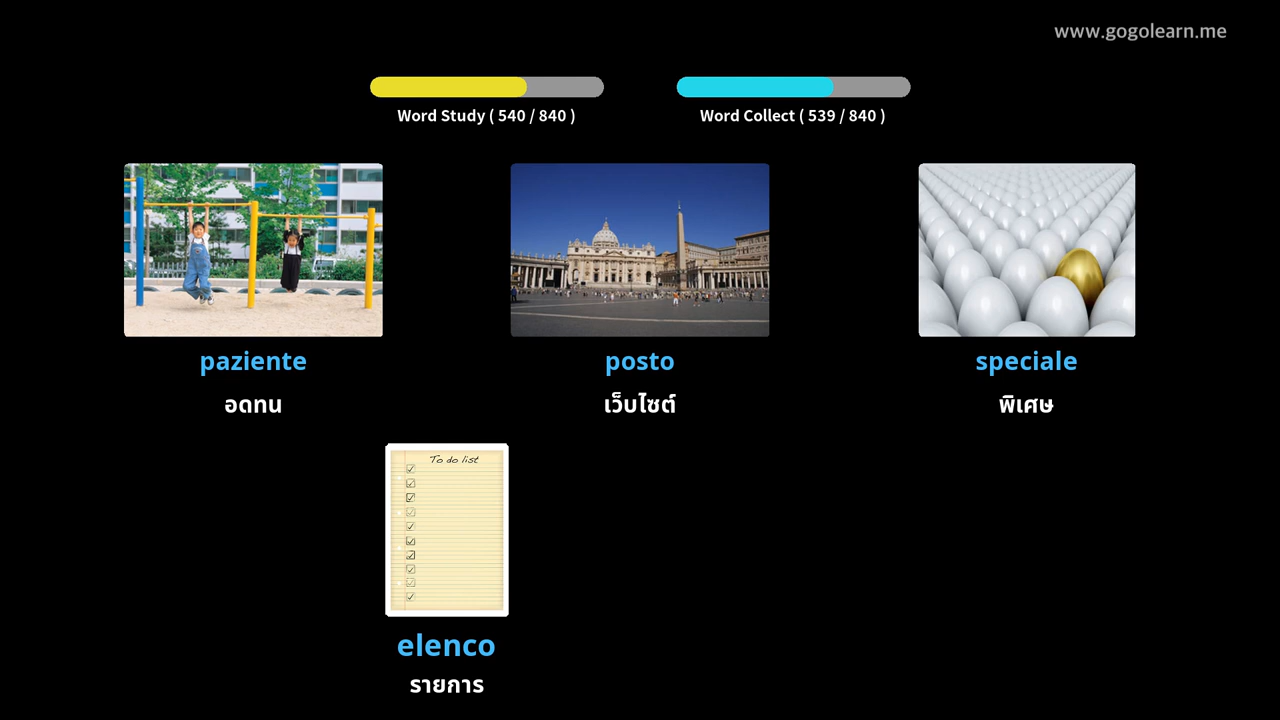 www.gogolearn.me
Word Study ( 540 / 840 )
Word Collect ( 539 / 840 )
paziente
อดทน
posto
เว็บไซต์
speciale
พิเศษ
To do list
elenco
รายการ